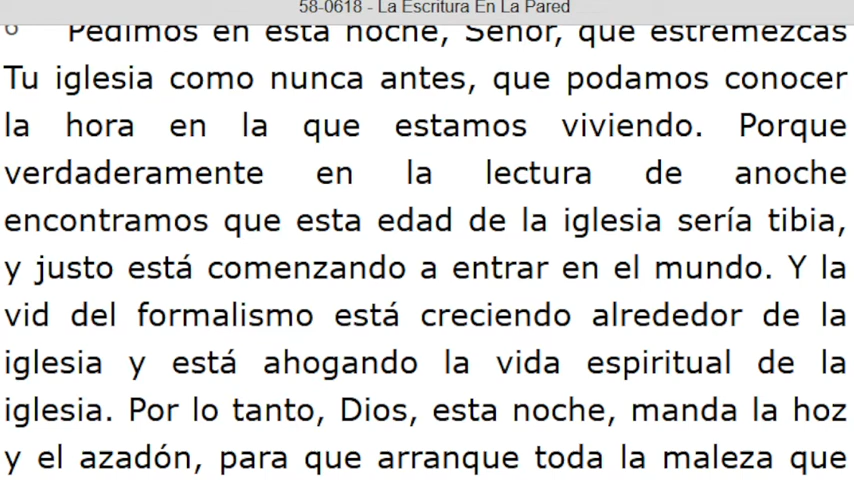 58-0618 - La Escritura En La Pared
6 Pedimos en esta noche, Señor, que estremezcas
Tu iglesia como nunca antes, que podamos conocer
la hora en la que estamos viviendo. Porque
verdaderamente en la lectura de anoche
encontramos que esta edad de la iglesia sería tibia,
y justo está comenzando a entrar en el mundo. Y la
vid del formalismo está creciendo alrededor de la
iglesia y está ahogando la vida espiritual de la
iglesia. Por lo tanto, Dios, esta noche, manda la hoz
y el azadón, para que arranque toda la maleza que